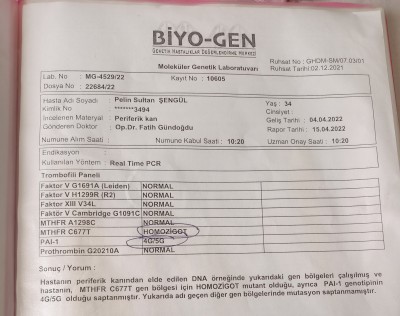 BİYO-GEN
GENETİK HASTALIKLAR DEĞERLENDİRME MERKEZİ
Moleküler Genetik Laboratuvarı
Ruhsat No : GHDM-SM/07.03/01
Ruhsat Tarihi :02.12.2021
Lab. No : MG-4529/22 Kayıt No : 10605
Dosya No : 22684/22
Hasta Adı Soyadı : Pelin Sultan ŞENGÜL Yaş : 34
Kimlik No : *******3494 Cinsiyet :
İncelenen Materyal : Periferik kan Geliş Tarihi : 04.04.2022
Gönderen Doktor : Op.Dr. Fatih Gündoğdu Rapor Tarihi : 15.04.2022
Numune Alım Saati : Numuno Kabul Saati : 10:20 Uzman Onay Saati : 10:20
Endikasyon :
Kullanılan Yöntem : Real Time PCR
Trombofili Paneli
Faktör V G1691A (Leiden) NORMAL
Faktör V H1299R (R2) NORMAL
Faktör XIII V34L NORMAL
Faktör V Cambridge G1091C NORMAL
MTHFR A1298C NORMAL
MTHFR C677T HOMOZİGOT
PAI-1 4G/5G
Prothrombin G20210A NORMAL
Sonuç / Yorum :
Hastanın periferik kanından elde edilen DNA örneğinde yukarıdaki gen bölgeleri çalışılmış ve
hastanın, MTHFR C677T gen bölgesi için HOMOZİGOT mutant olduğu, ayrıca PAI-1 genotipinin
4G/5G olduğu saptanmıştır. Yukarıda adı geçen diğer gen bölgelerinde mutasyon saptanmamıştır.